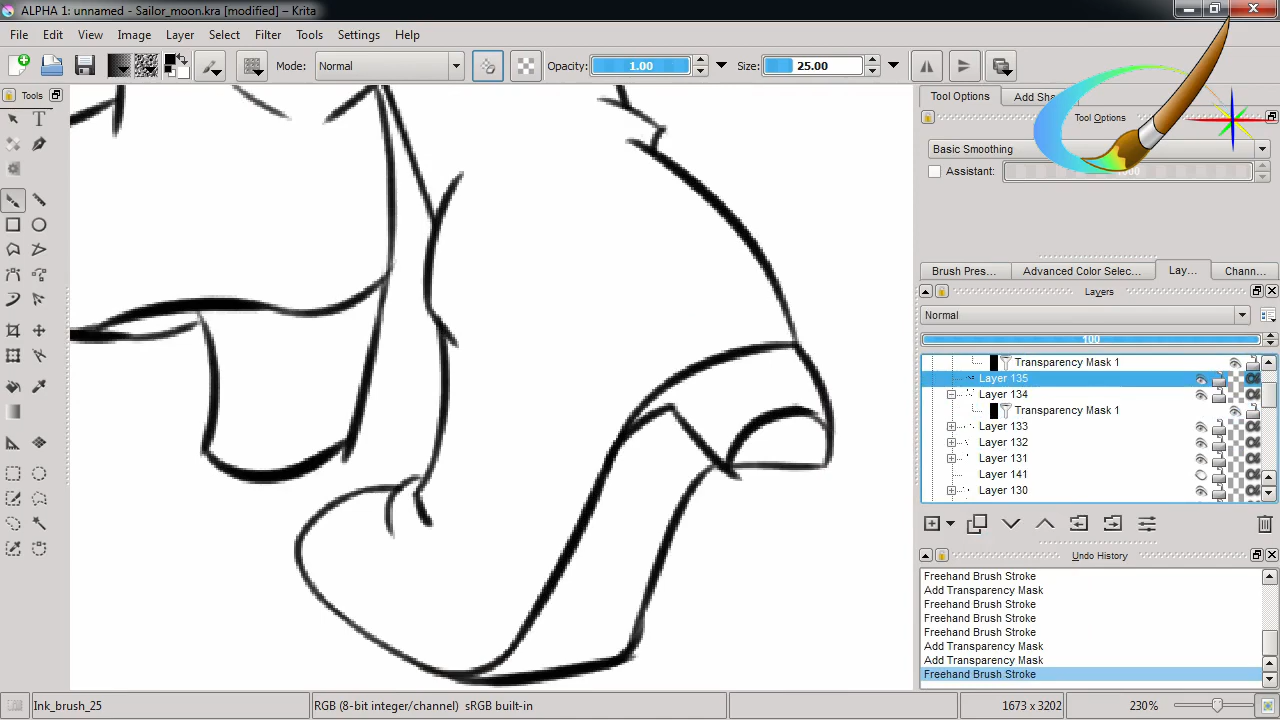 ALPHA 1: unnamed - Sailor_moon.kra [modified] – Krita
File Edit View Image Layer Select Filter Tools Settings Help
Mode: Normal Opacity: 1.00 Size: 25.00
Tools
T
Tool Options Add Sha
Tool Options
Basic Smoothing
Assistant:
Brush Pres... Advanced Color Selec... Lay... Chann...
Layers
Normal
100
Transparency Mask 1
Layer 135
Layer 134
Transparency Mask 1
Layer 133
Layer 132
Layer 131
Layer 141
Layer 130
Undo History
Freehand Brush Stroke
Add Transparency Mask
Freehand Brush Stroke
Freehand Brush Stroke
Freehand Brush Stroke
Add Transparency Mask
Add Transparency Mask
Freehand Brush Stroke
Ink_brush_25 RGB (8-bit integer/channel) sRGB built-in 1673 x 3202 230%